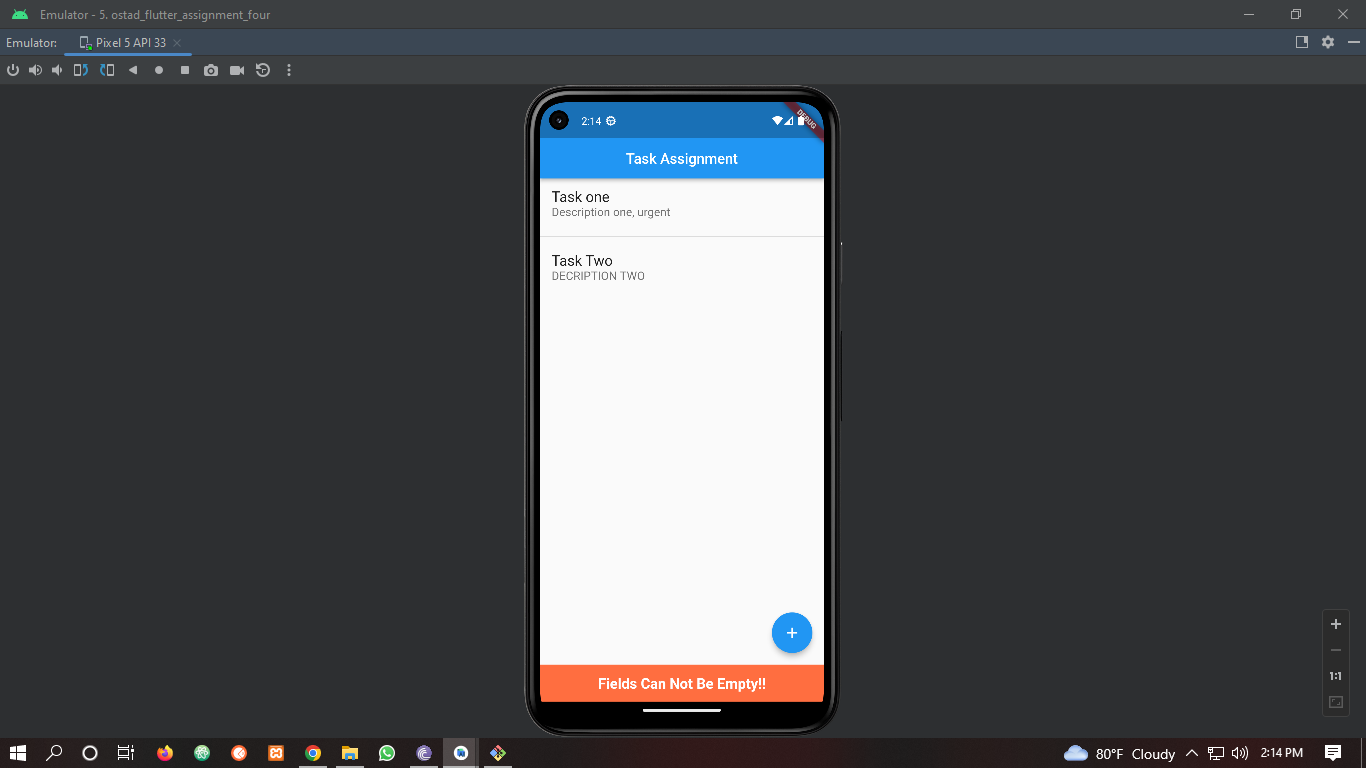 Emulator - 5. ostad_flutter_assignment_four
Emulator:
Pixel 5 API 33
2:14
DEBUG
Task Assignment
Task one
Description one, urgent
Task Two
DECRIPTION TWO
Fields Can Not Be Empty!!
1:1
80°F Cloudy
2:14 PM